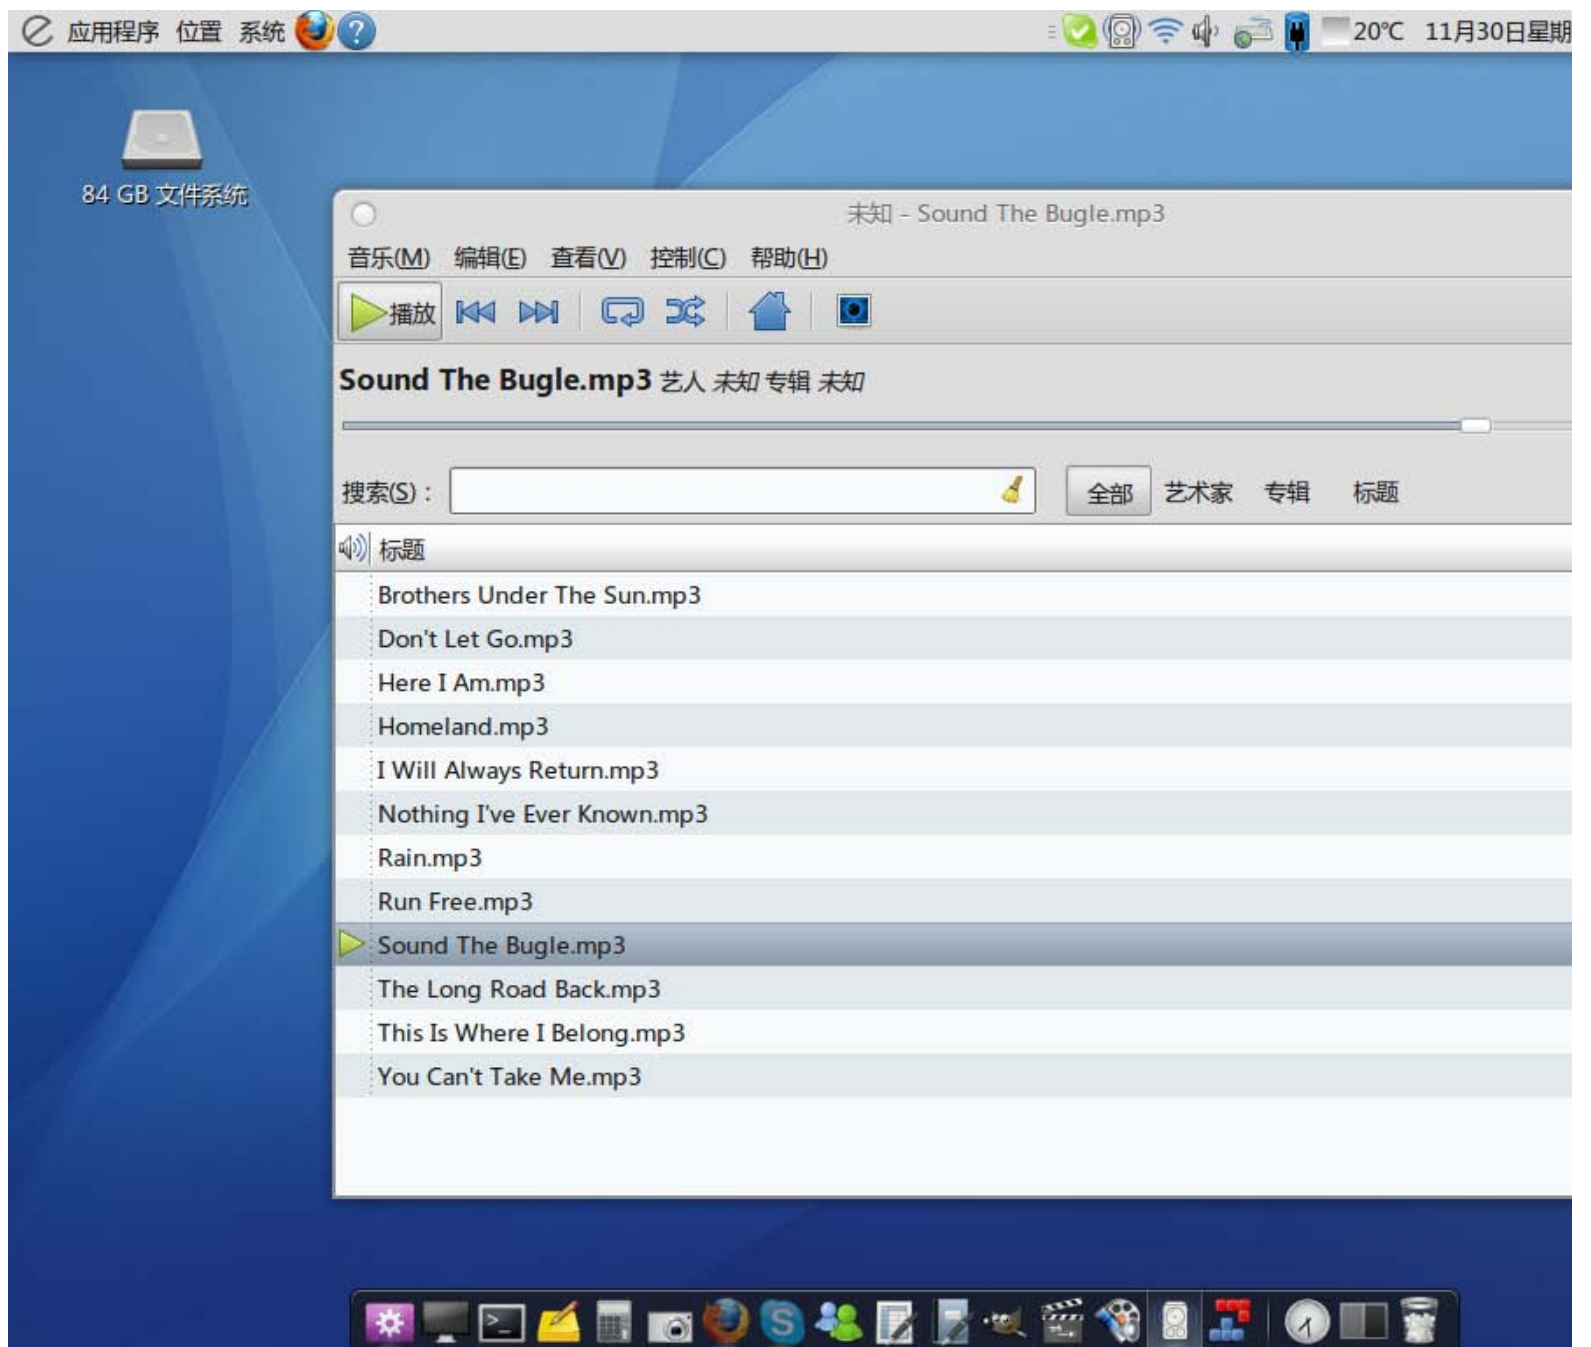 应用程序 位置 系统 20℃ 11月30日星期
84 GB 文件系统
未知 - Sound The Bugle.mp3
音乐(M) 编辑(E) 查看(V) 控制(C) 帮助(H)
播放
Sound The Bugle.mp3 艺人 未知 专辑 未知
搜索(S)： 全部 艺术家 专辑 标题
标题
Brothers Under The Sun.mp3
Don't Let Go.mp3
Here I Am.mp3
Homeland.mp3
I Will Always Return.mp3
Nothing I've Ever Known.mp3
Rain.mp3
Run Free.mp3
Sound The Bugle.mp3
The Long Road Back.mp3
This Is Where I Belong.mp3
You Can't Take Me.mp3